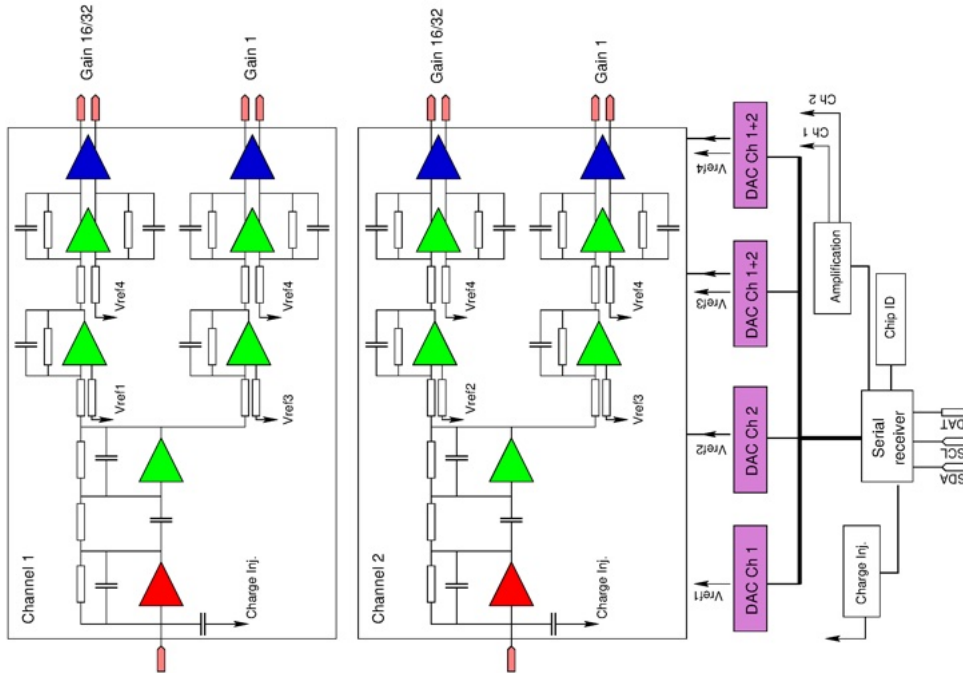 Gain 16/32
Gain 1
Gain 16/32
Gain 1
Channel 1
Vref4
Vref4
Vref1
Vref3
Charge Inj.
Channel 2
Vref4
Vref4
Vref2
Vref3
Charge Inj.
Vref4
DAC Ch 1+2
Vref3
DAC Ch 1+2
Vref2
DAC Ch 2
Vref1
DAC Ch 1
Ch 2
Ch 1
Amplification
Chip ID
Serial
receiver
DAT
SCL
SDA
Charge Inj.